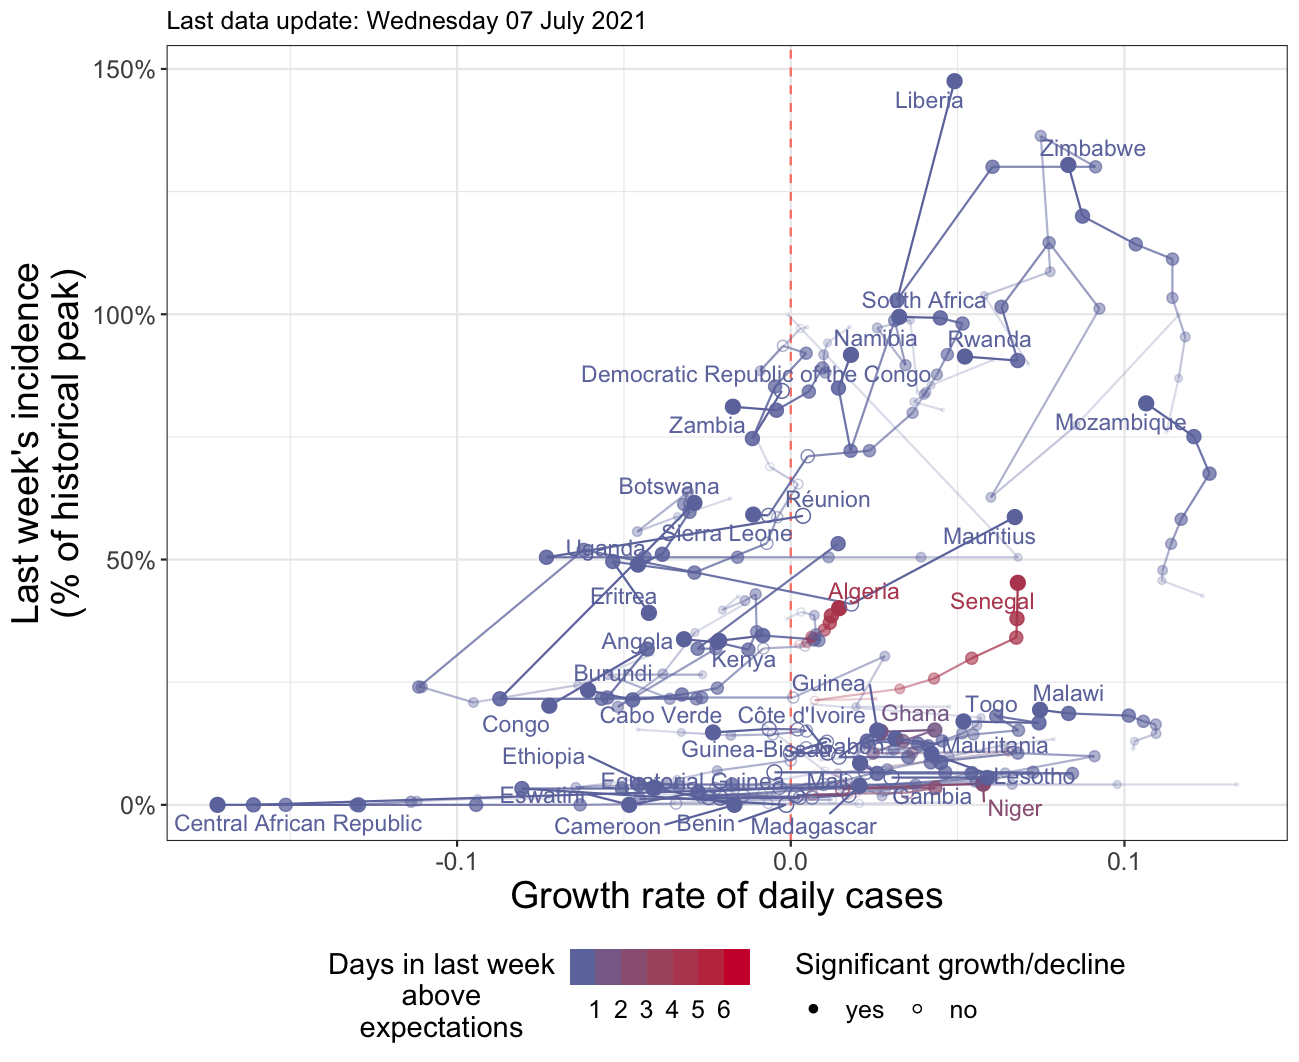 Last data update: Wednesday 07 July 2021
150%
100%
50%
0%
Last week's incidence
(% of historical peak)
Liberia
Zimbabwe
South Africa
Namibia
Rwanda
Democratic Republic of the Congo
Zambia
Mozambique
Botswana
Réunion
Sierra Leone
Mauritius
Uganda
Eritrea
Algeria
Senegal
Angola
Kenya
Burundi
Guinea
Malawi
Togo
Congo
Cabo Verde
Côte d'Ivoire
Ghana
Guinea-Bissau
Gabon
Mauritania
Ethiopia
Equatorial Guinea
Mali
Lesotho
Eswatini
Gambia
Niger
Central African Republic
Cameroon
Benin
Madagascar
-0.1
0.0
0.1
Growth rate of daily cases
Days in last week
above
expectations
1 2 3 4 5 6
Significant growth/decline
yes
no